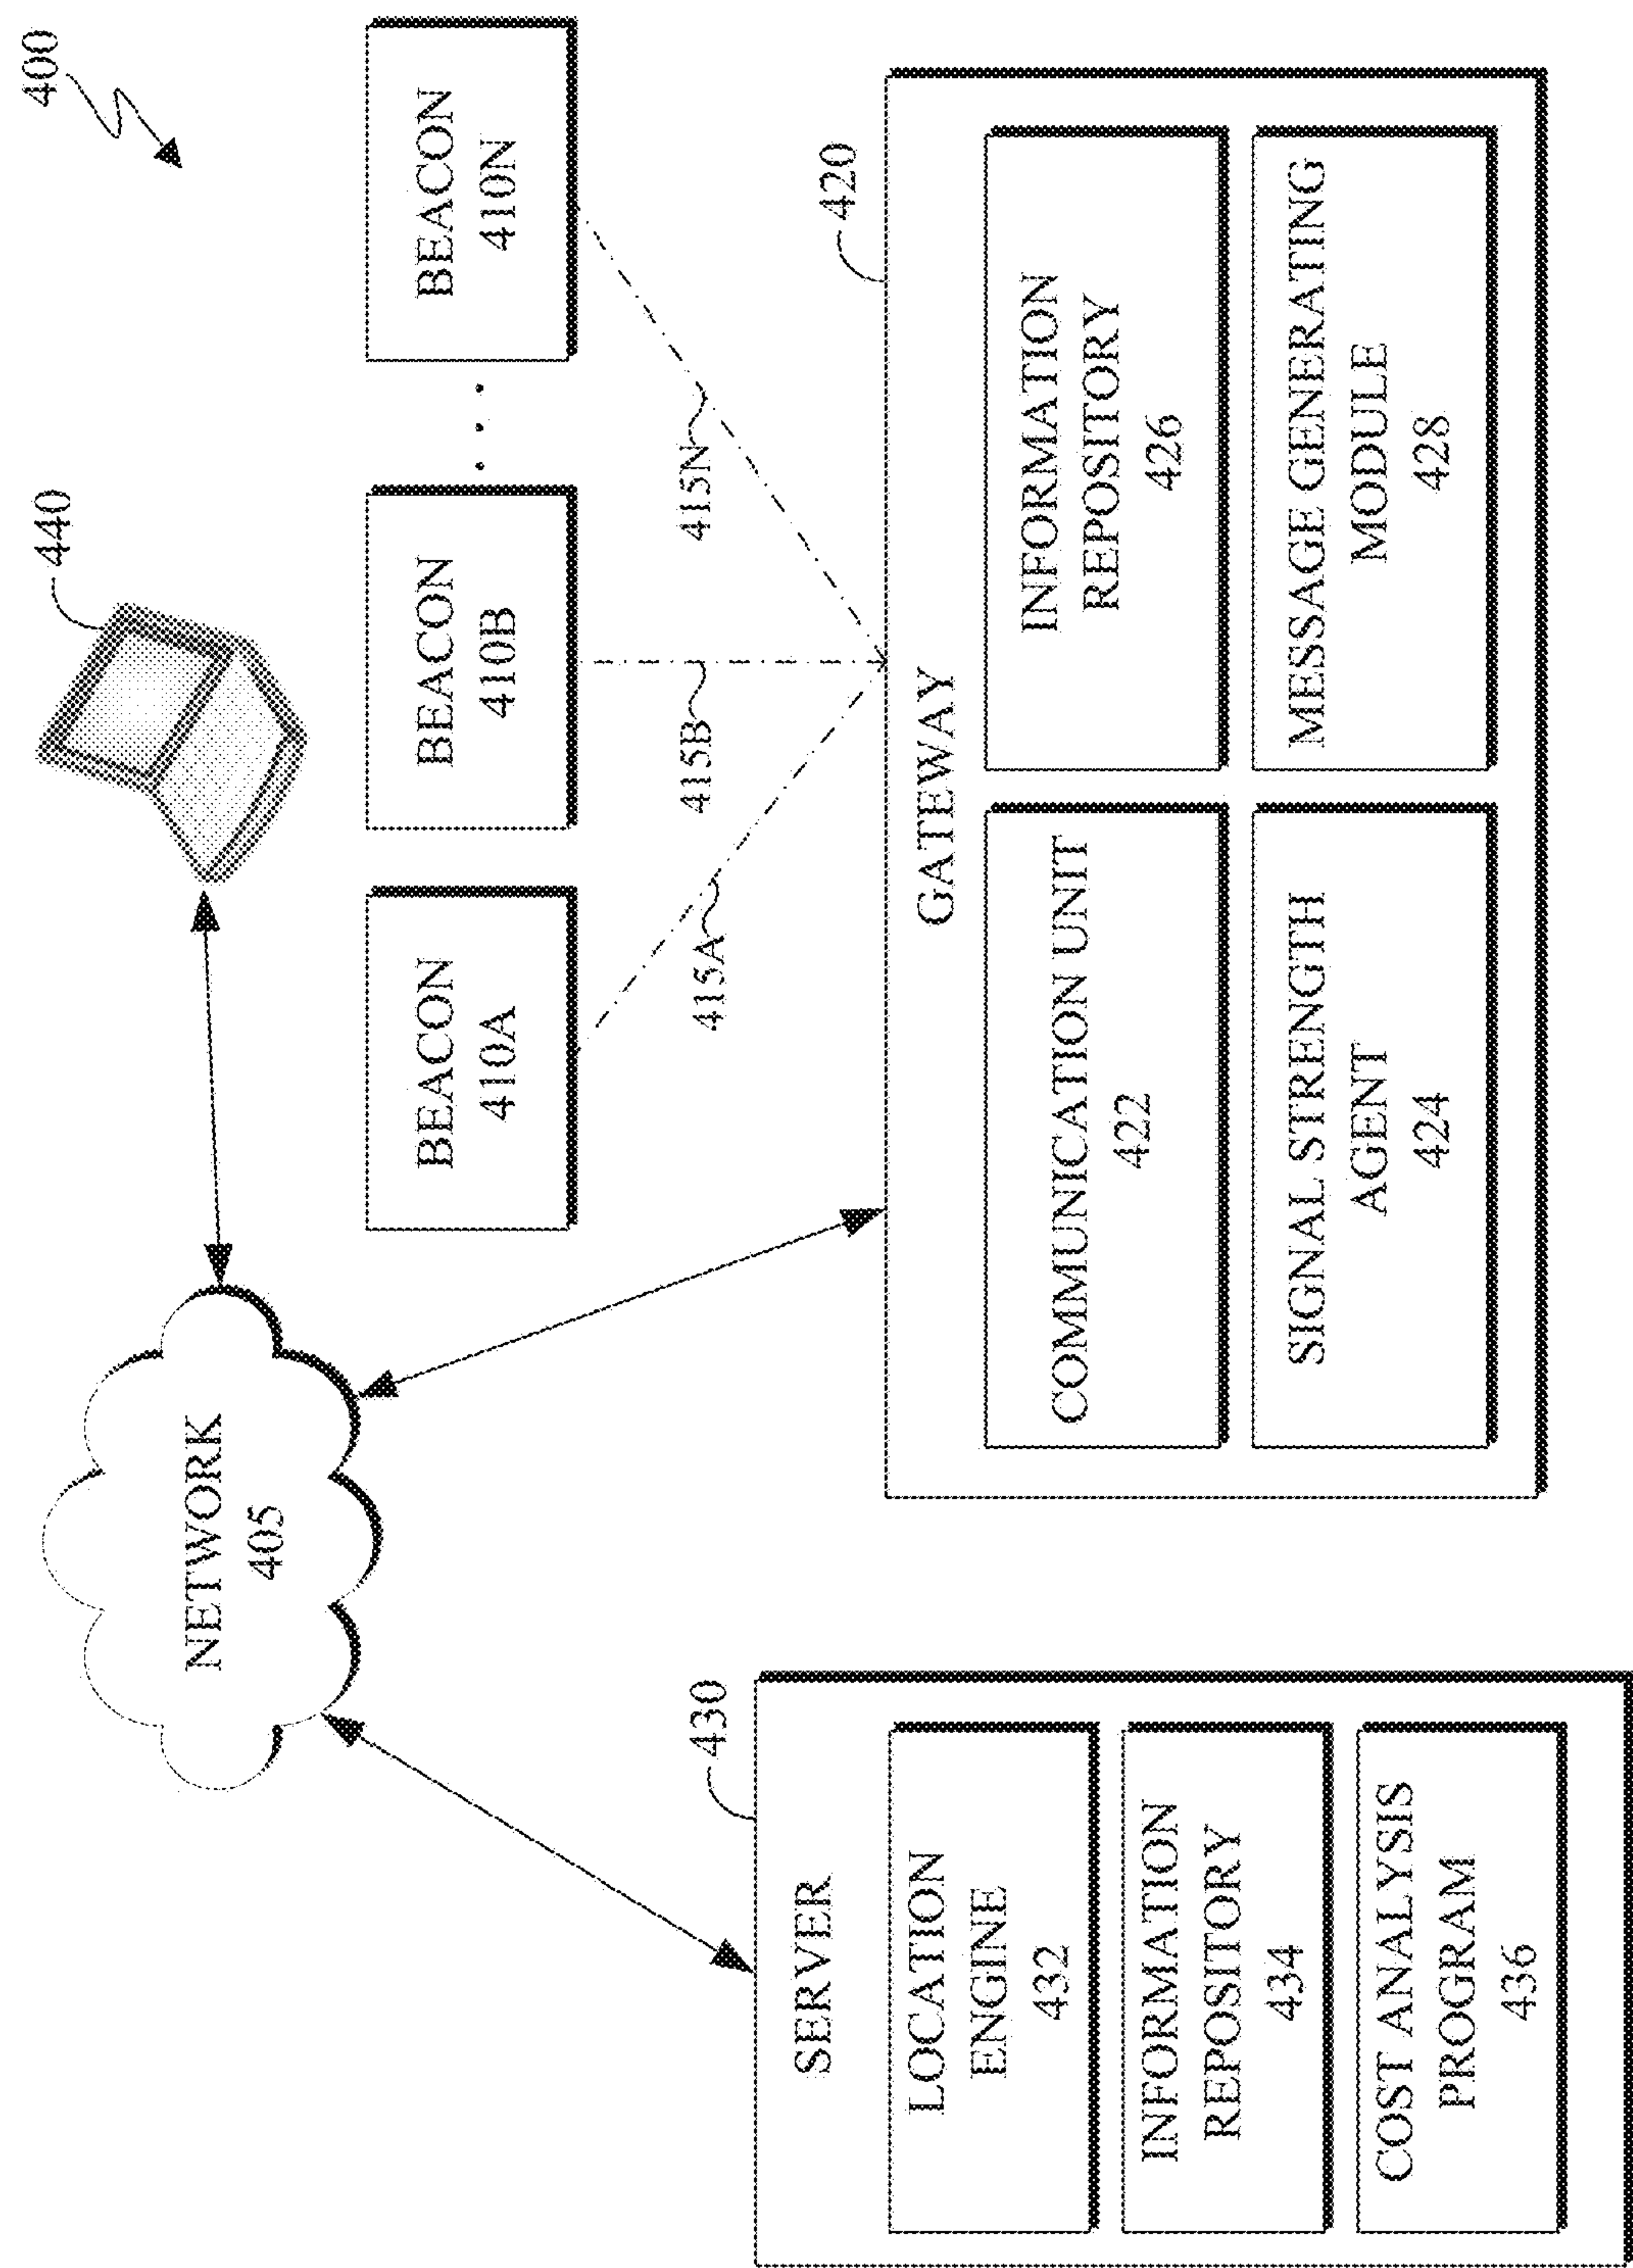 400
440
NETWORK
405
BEACON
410A
BEACON
410B
. . .
BEACON
410N
415A
415B
415N
430
SERVER
LOCATION
ENGINE
432
INFORMATION
REPOSITORY
434
COST ANALYSIS
PROGRAM
436
420
GATEWAY
COMMUNICATION UNIT
422
INFORMATION
REPOSITORY
426
SIGNAL STRENGTH
AGENT
424
MESSAGE GENERATING
MODULE
428